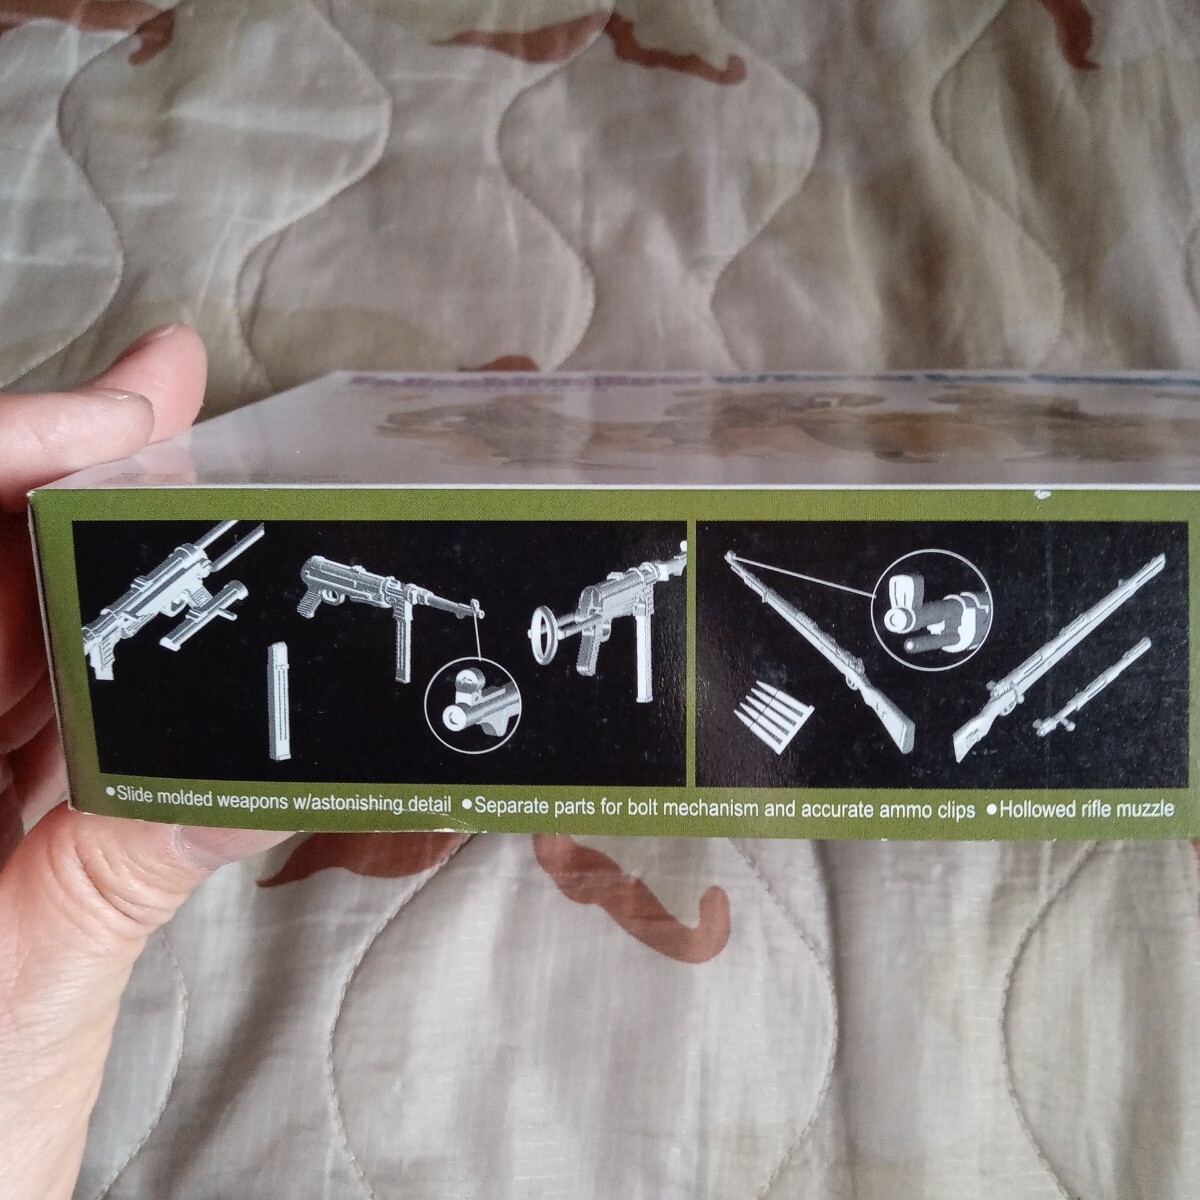 •Slide molded weapons w/astonishing detail •Separate parts for bolt mechanism and accurate ammo clips •Hollowed rifle muzzle